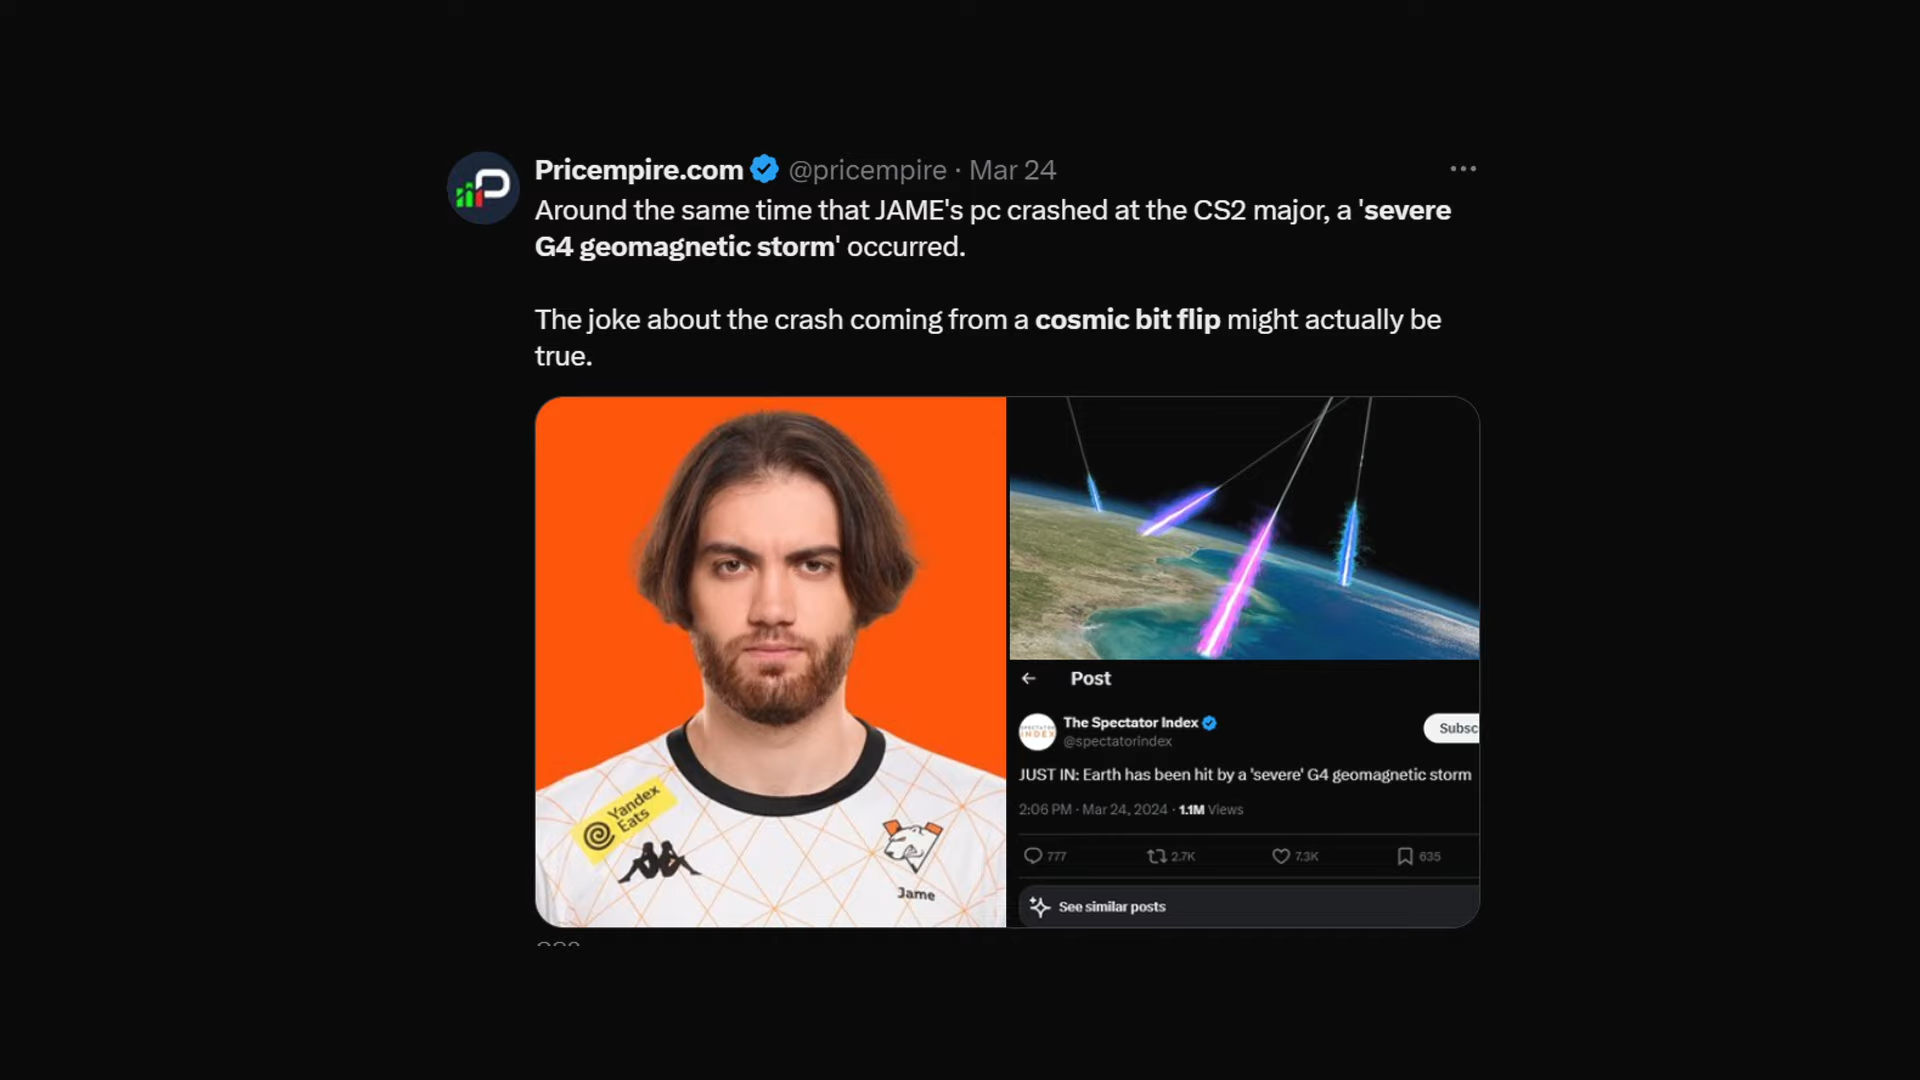 Pricempire.com @pricempire · Mar 24
Around the same time that JAME's pc crashed at the CS2 major, a 'severe
G4 geomagnetic storm' occurred.
The joke about the crash coming from a cosmic bit flip might actually be
true.
Yandex
Eats
Jame
Post
SPECTATOR
INDEX
The Spectator Index
@spectatorindex
Subsc
JUST IN: Earth has been hit by a 'severe' G4 geomagnetic storm
2:06 PM · Mar 24, 2024 · 1.1M Views
777 2.7K 7.3K 635
See similar posts